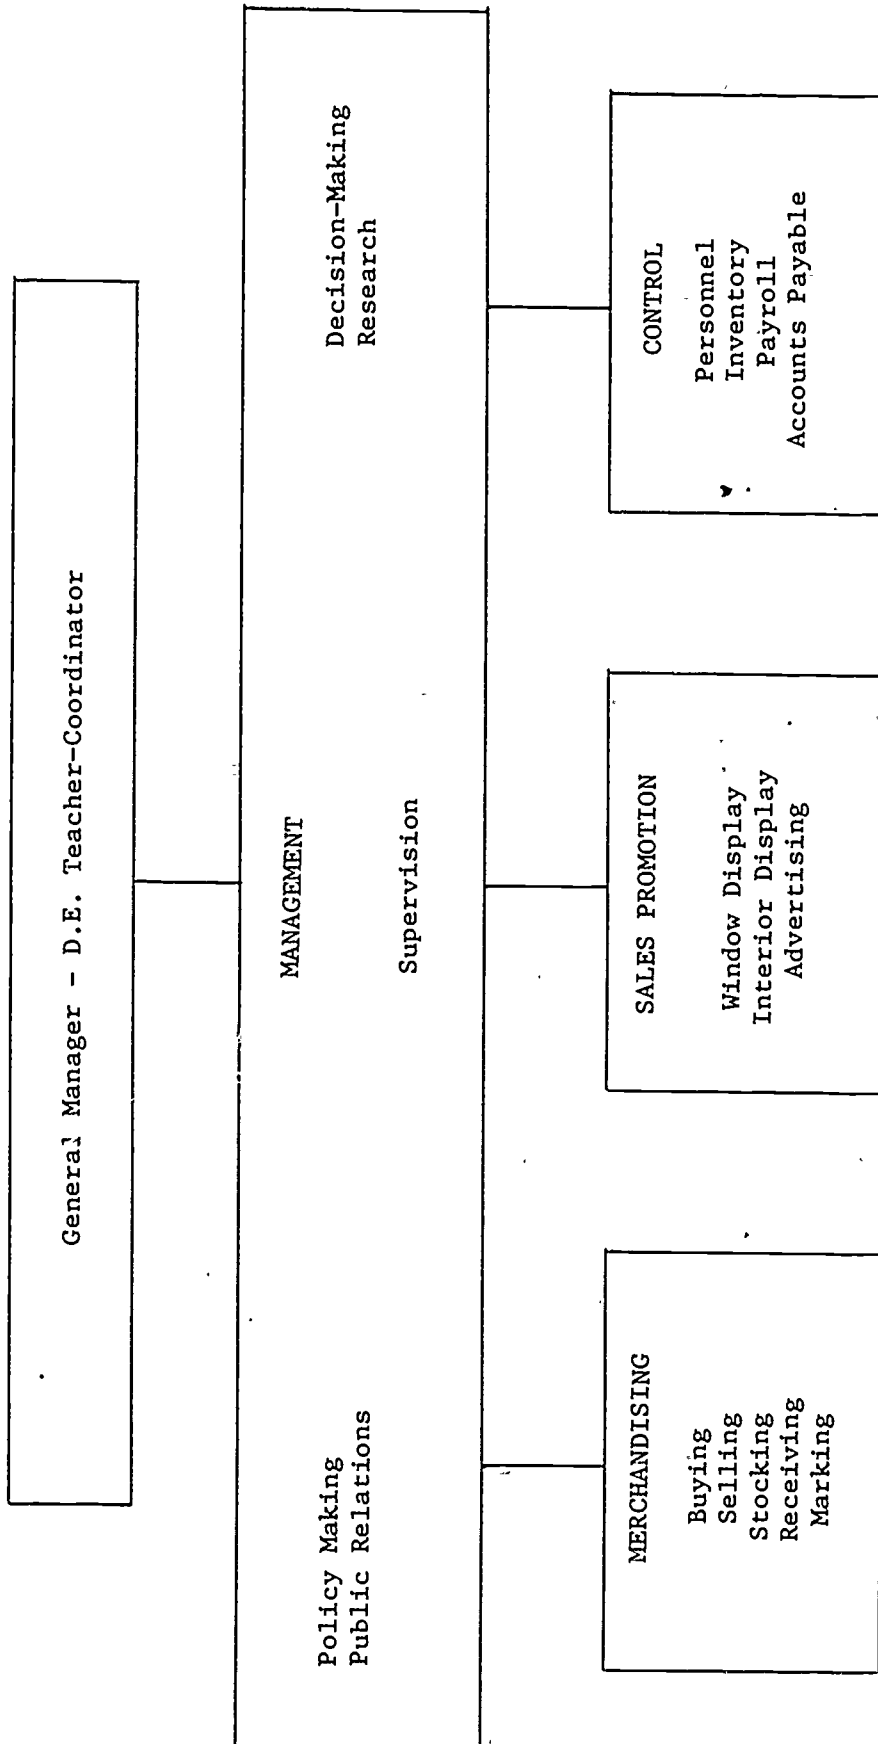 General Manager - D.E. Teacher-Coordinator
MANAGEMENT
Policy Making
Public Relations
Supervision
Decision-Making
Research
MERCHANDISING
Buying
Selling
Stocking
Receiving
Marking
SALES PROMOTION
Window Display
Interior Display
Advertising
CONTROL
Personnel
Inventory
Payroll
Accounts Payable